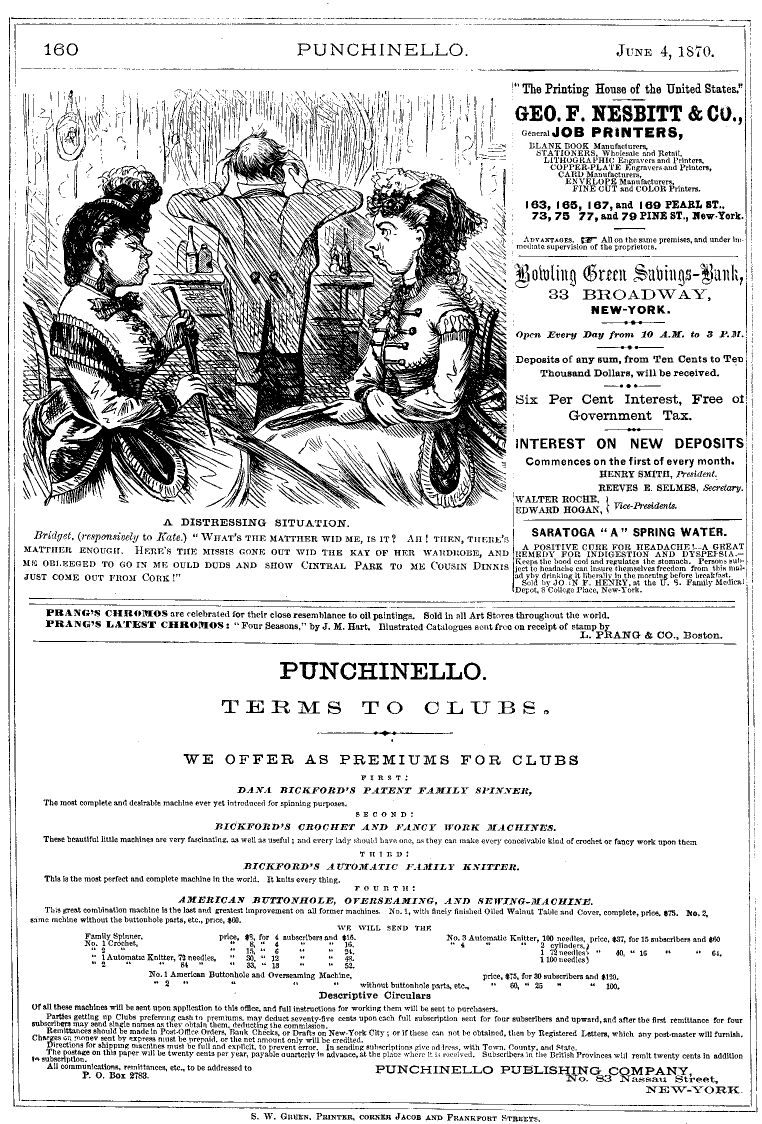 160
PUNCHINELLO.
JUNE 4, 1870.
A DISTRESSING SITUATION.
Bridget. (responsively to Kate.) "WHAT'S THE MATTHER WID ME, IS IT? AH! THEN, THERE'S
MATTHER ENOUGH. HERE'S THE MISSIS GONE OUT WID THE KAY OF HER WARDROBE, AND
ME OBLEEGED TO GO IN ME OULD DUDS AND SHOW CINTRAL PARK TO ME COUSIN DINNIS
JUST COME OUT FROM CORK!"
"The Printing House of the United States."
GEO. F. NESBITT & CO.,
General JOB PRINTERS,
BLANK BOOK Manufacturers,
STATIONERS, Wholesale and Retail,
LITHOGRAPHIC Engravers and Printers,
COPPER-PLATE Engravers and Printers,
CARD Manufacturers,
ENVELOPE Manufacturers,
FINE CUT and COLOR Printers.
163, 165, 167, and 169 PEARL ST.,
73, 75 77, and 79 PINE ST., New-York.
ADVANTAGES. ☞ All on the same premises, and under im-
mediate supervision of the proprietors.
Bowling Green Savings-Bank,
33 BROADWAY,
NEW-YORK.
Open Every Day from 10 A.M. to 3 P.M.
Deposits of any sum, from Ten Cents to Ten
Thousand Dollars, will be received.
Six Per Cent Interest, Free of
Government Tax.
INTEREST ON NEW DEPOSITS
Commences on the first of every month.
HENRY SMITH, President.
REEVES E. SELMES, Secretary.
WALTER ROCHE,
EDWARD HOGAN, } Vice-Presidents.
SARATOGA "A" SPRING WATER.
A POSITIVE CURE FOR HEADACHE!—A GREAT
REMEDY FOR INDIGESTION AND DYSPEPSIA.—
Keeps the blood cool and regulates the stomach. Persons sub-
ject to headache can insure themselves freedom from this mal-
ady by drinking it liberally in the morning before breakfast.
Sold by JO IN F. HENRY, at the U. S. Family Medical
Depot, 8 College Place, New-York.
PRANG'S CHROMOS are celebrated for their close resemblance to oil paintings. Sold in all Art Stores throughout the world.
PRANG'S LATEST CHROMOS: "Four Seasons," by J. M. Hart. Illustrated Catalogues sent free on receipt of stamp by
L. PRANG & CO., Boston.
PUNCHINELLO.
TERMS TO CLUBS.
WE OFFER AS PREMIUMS FOR CLUBS
FIRST:
DANA BICKFORD'S PATENT FAMILY SPINNER,
The most complete and desirable machine ever yet introduced for spinning purposes.
SECOND:
BICKFORD'S CROCHET AND FANCY WORK MACHINES.
These beautiful little machines are very fascinating, as well as useful; and every lady should have one, as they can make every conceivable kind of crochet or fancy work upon them
THIRD:
BICKFORD'S AUTOMATIC FAMILY KNITTER.
This is the most perfect and complete machine in the world. It knits every thing.
FOURTH:
AMERICAN BUTTONHOLE, OVERSEAMING, AND SEWING-MACHINE.
This great combination machine is the last and greatest improvement on all former machines. No. 1, with finely finished Oiled Walnut Table and Cover, complete, price, $75. No. 2,
same machine without the buttonhole parts, etc., price, $60.
WE WILL SEND THE
Family Spinner, price, $8, for 4 subscribers and $16.
No. 1 Crochet, " 8, " 4 " " 16.
" 2 " " 15, " 6 " " 24.
" 1 Automatic Knitter, 72 needles, " 30, " 12 " " 48.
" 2 " " 84 " " 33, " 13 " " 52.
No. 3 Automatic Knitter, 100 needles, price, $37, for 15 subscribers and $60
" 4 " " 2 cylinders,
1 72 needles " 40, " 16 " " 64.
1 100 needles
No. 1 American Buttonhole and Overseaming Machine, price, $75, for 30 subscribers and $120.
" 2 " " " " without buttonhole parts, etc., " 60, " 25 " " 100.
Descriptive Circulars
Of all these machines will be sent upon application to this office, and full instructions for working them will be sent to purchasers.
Parties getting up Clubs preferring cash to premiums, may deduct seventy-five cents upon each full subscription sent for four subscribers and upward, and after the first remittance for four
subscribers may send single names as they obtain them, deducting the commission.
Remittances should be made in Post-Office Orders, Bank Checks, or Drafts on New-York City; or if these can not be obtained, then by Registered Letters, which any post-master will furnish.
Charges on money sent by express must be prepaid, or the net amount only will be credited.
Directions for shipping machines must be full and explicit, to prevent error. In sending subscriptions give address, with Town, County, and State.
The postage on this paper will be twenty cents per year, payable quarterly in advance, at the place where it is received. Subscribers in the British Provinces will remit twenty cents in addition
to subscription.
All communications, remittances, etc., to be addressed to
P. O. Box 2783.
PUNCHINELLO PUBLISHING COMPANY,
No. 83 Nassau Street,
NEW-YORK.
S. W. GREEN, PRINTER, CORNER JACOB AND FRANKFORT STREETS.